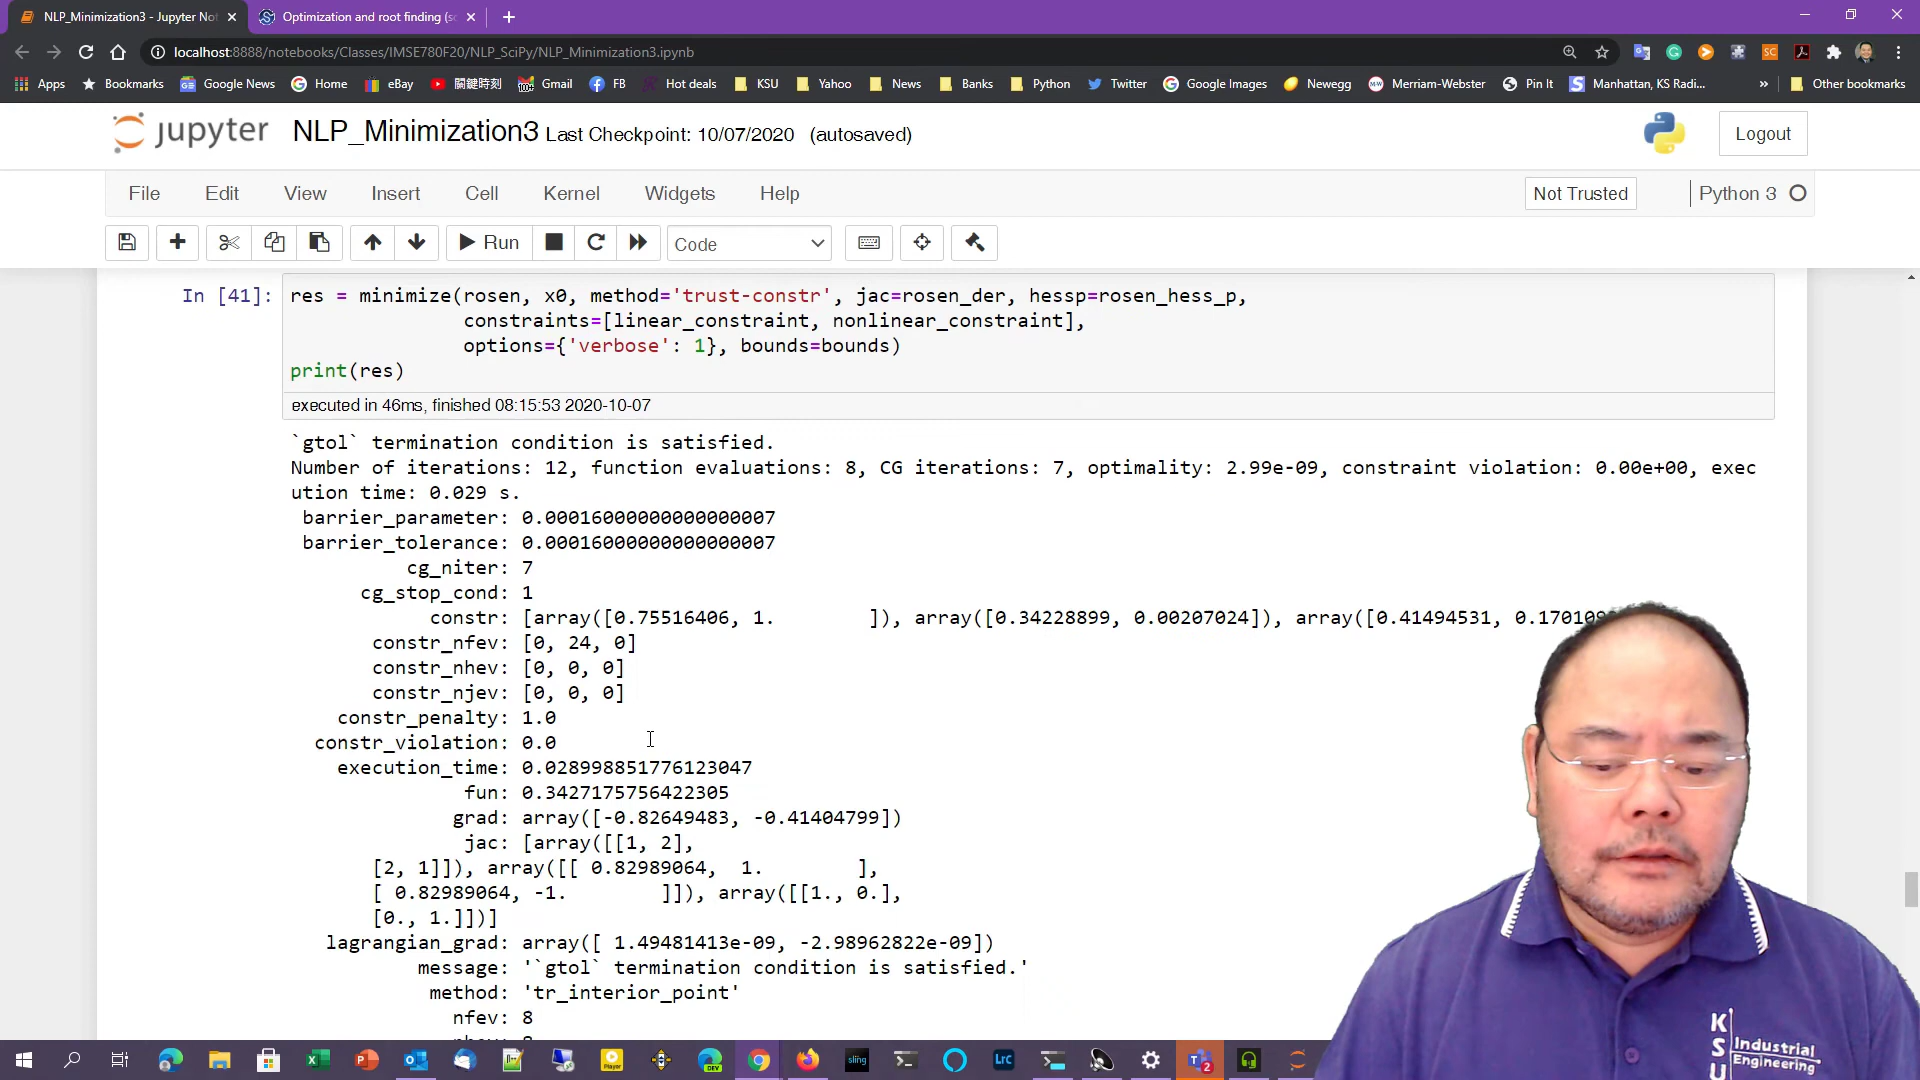 NLP_Minimization3 - Jupyter Not
Optimization and root finding (sc
localhost:8888/notebooks/Classes/IMSE780F20/NLP_SciPy/NLP_Minimization3.ipynb
Apps Bookmarks Google News Home eBay 關鍵時刻 Gmail FB Hot deals KSU Yahoo News Banks Python Twitter Google Images Newegg Merriam-Webster Pin It Manhattan, KS Radi... » Other bookmarks
jupyter NLP_Minimization3 Last Checkpoint: 10/07/2020 (autosaved) Logout
File Edit View Insert Cell Kernel Widgets Help Not Trusted Python 3
Run Code
In [41]: res = minimize(rosen, x0, method='trust-constr', jac=rosen_der, hessp=rosen_hess_p,
constraints=[linear_constraint, nonlinear_constraint],
options={'verbose': 1}, bounds=bounds)
print(res)
executed in 46ms, finished 08:15:53 2020-10-07
`gtol` termination condition is satisfied.
Number of iterations: 12, function evaluations: 8, CG iterations: 7, optimality: 2.99e-09, constraint violation: 0.00e+00, exec
ution time: 0.029 s.
barrier_parameter: 0.00016000000000000007
barrier_tolerance: 0.00016000000000000007
cg_niter: 7
cg_stop_cond: 1
constr: [array([0.75516406, 1. ]), array([0.34228899, 0.00207024]), array([0.41494531, 0.170109
constr_nfev: [0, 24, 0]
constr_nhev: [0, 0, 0]
constr_njev: [0, 0, 0]
constr_penalty: 1.0
constr_violation: 0.0
execution_time: 0.028998851776123047
fun: 0.3427175756422305
grad: array([-0.82649483, -0.41404799])
jac: [array([[1, 2],
[2, 1]]), array([[ 0.82989064, 1. ],
[ 0.82989064, -1. ]]), array([[1., 0.],
[0., 1.]])]
lagrangian_grad: array([ 1.49481413e-09, -2.98962822e-09])
message: '`gtol` termination condition is satisfied.'
method: 'tr_interior_point'
nfev: 8
KSU Industrial
Engineering